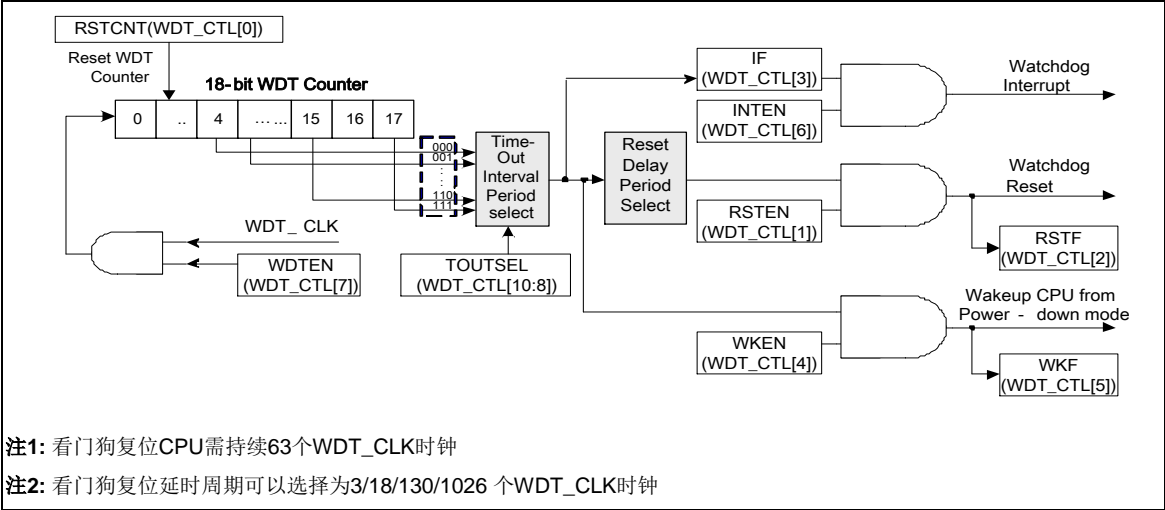 RSTCNT(WDT_CTL[0])
Reset WDT
Counter
18-bit WDT Counter
0 .. 4 ... ... 15 16 17
000
001
110
111
Time-
Out
Interval
Period
select
Reset
Delay
Period
Select
WDT_ CLK
WDTEN
(WDT_CTL[7])
TOUTSEL
(WDT_CTL[10:8])
IF
(WDT_CTL[3])
INTEN
(WDT_CTL[6])
Watchdog
Interrupt
RSTEN
(WDT_CTL[1])
Watchdog
Reset
RSTF
(WDT_CTL[2])
WKEN
(WDT_CTL[4])
Wakeup CPU from
Power - down mode
WKF
(WDT_CTL[5])
注1: 看门狗复位CPU需持续63个WDT_CLK时钟
注2: 看门狗复位延时周期可以选择为3/18/130/1026 个WDT_CLK时钟